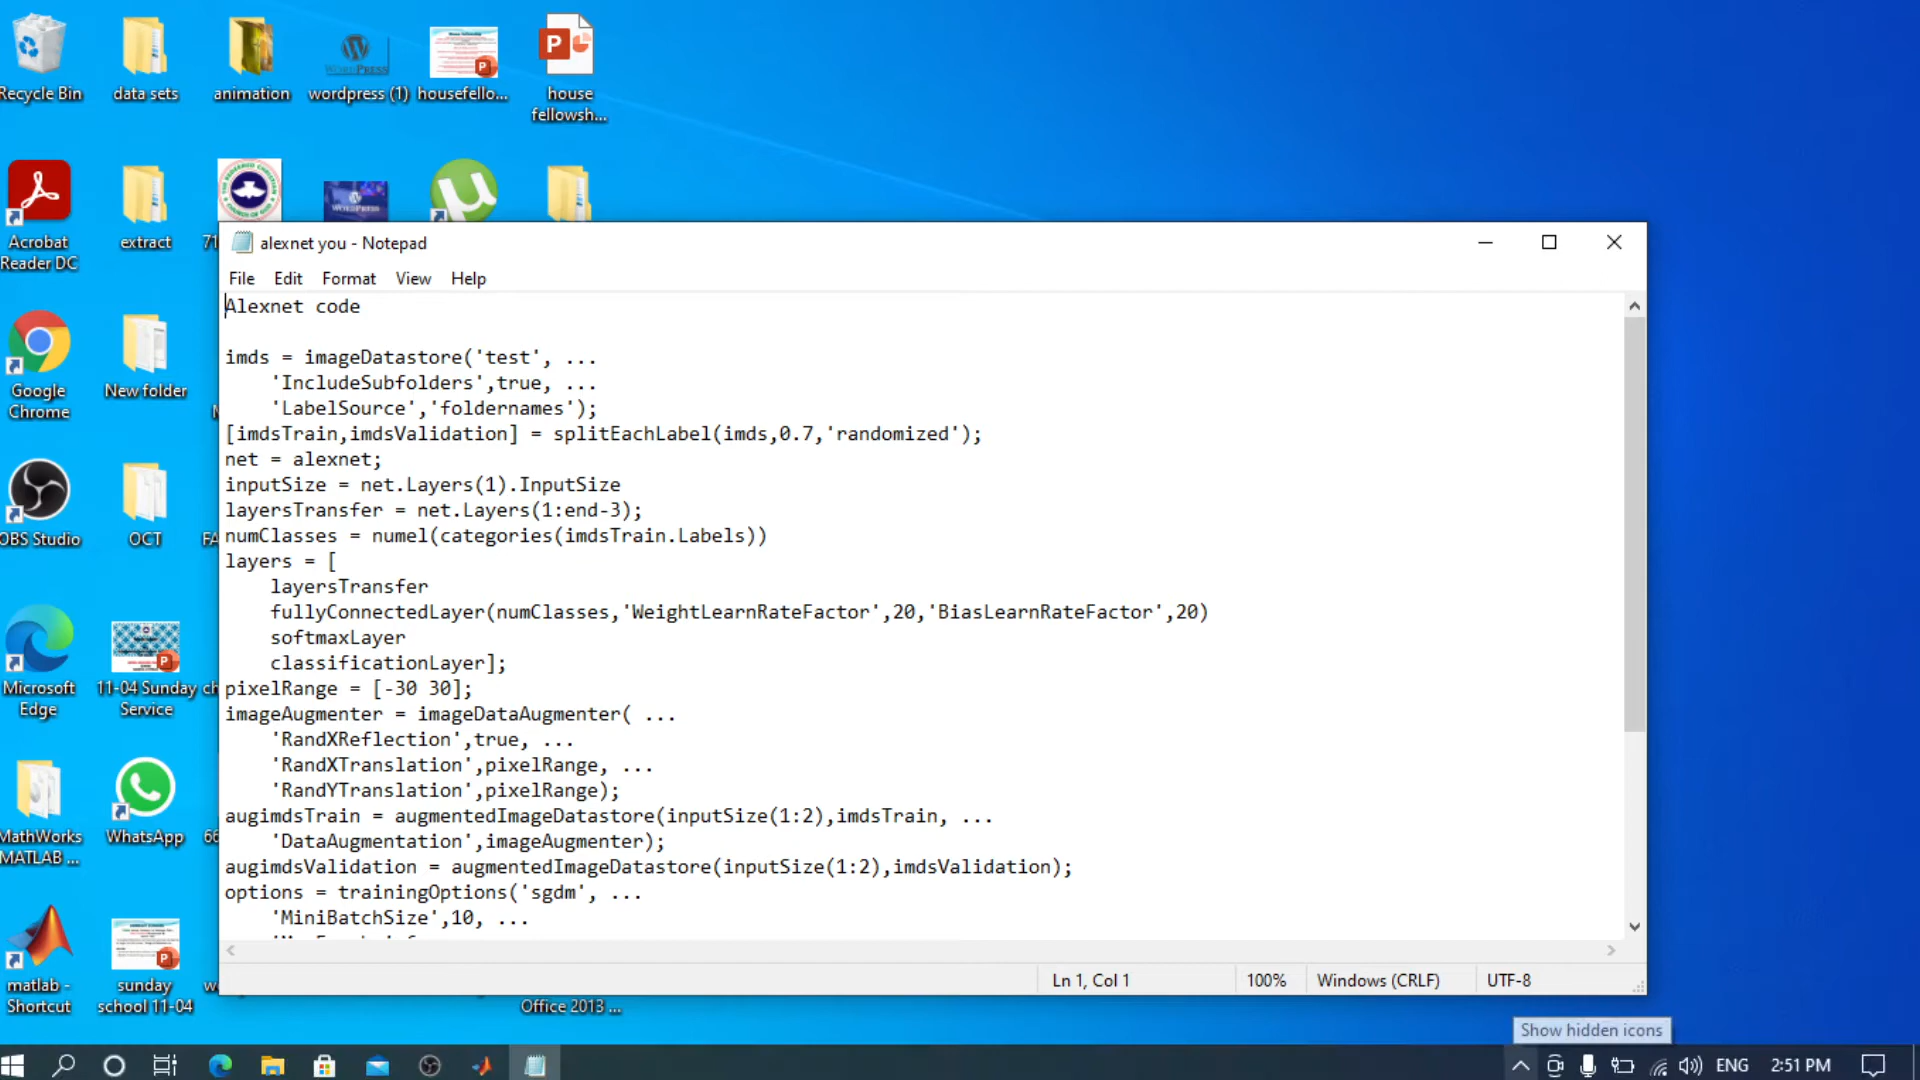 Recycle Bin
data sets
animation
wordpress (1)
housefello...
house
fellowsh...
Acrobat
Reader DC
extract
WORDPRESS
Google
Chrome
New folder
OBS Studio
OCT
Microsoft
Edge
11-04 Sunday
Service
MathWorks
MATLAB ...
WhatsApp
matlab -
Shortcut
sunday
school 11-04
Office 2013 ...
alexnet you - Notepad
File Edit Format View Help
Alexnet code
imds = imageDatastore('test', ...
'IncludeSubfolders',true, ...
'LabelSource','foldernames');
[imdsTrain,imdsValidation] = splitEachLabel(imds,0.7,'randomized');
net = alexnet;
inputSize = net.Layers(1).InputSize
layersTransfer = net.Layers(1:end-3);
numClasses = numel(categories(imdsTrain.Labels))
layers = [
layersTransfer
fullyConnectedLayer(numClasses,'WeightLearnRateFactor',20,'BiasLearnRateFactor',20)
softmaxLayer
classificationLayer];
pixelRange = [-30 30];
imageAugmenter = imageDataAugmenter( ...
'RandXReflection',true, ...
'RandXTranslation',pixelRange, ...
'RandYTranslation',pixelRange);
augimdsTrain = augmentedImageDatastore(inputSize(1:2),imdsTrain, ...
'DataAugmentation',imageAugmenter);
augimdsValidation = augmentedImageDatastore(inputSize(1:2),imdsValidation);
options = trainingOptions('sgdm', ...
'MiniBatchSize',10, ...
Ln 1, Col 1
100%
Windows (CRLF)
UTF-8
Show hidden icons
ENG
2:51 PM